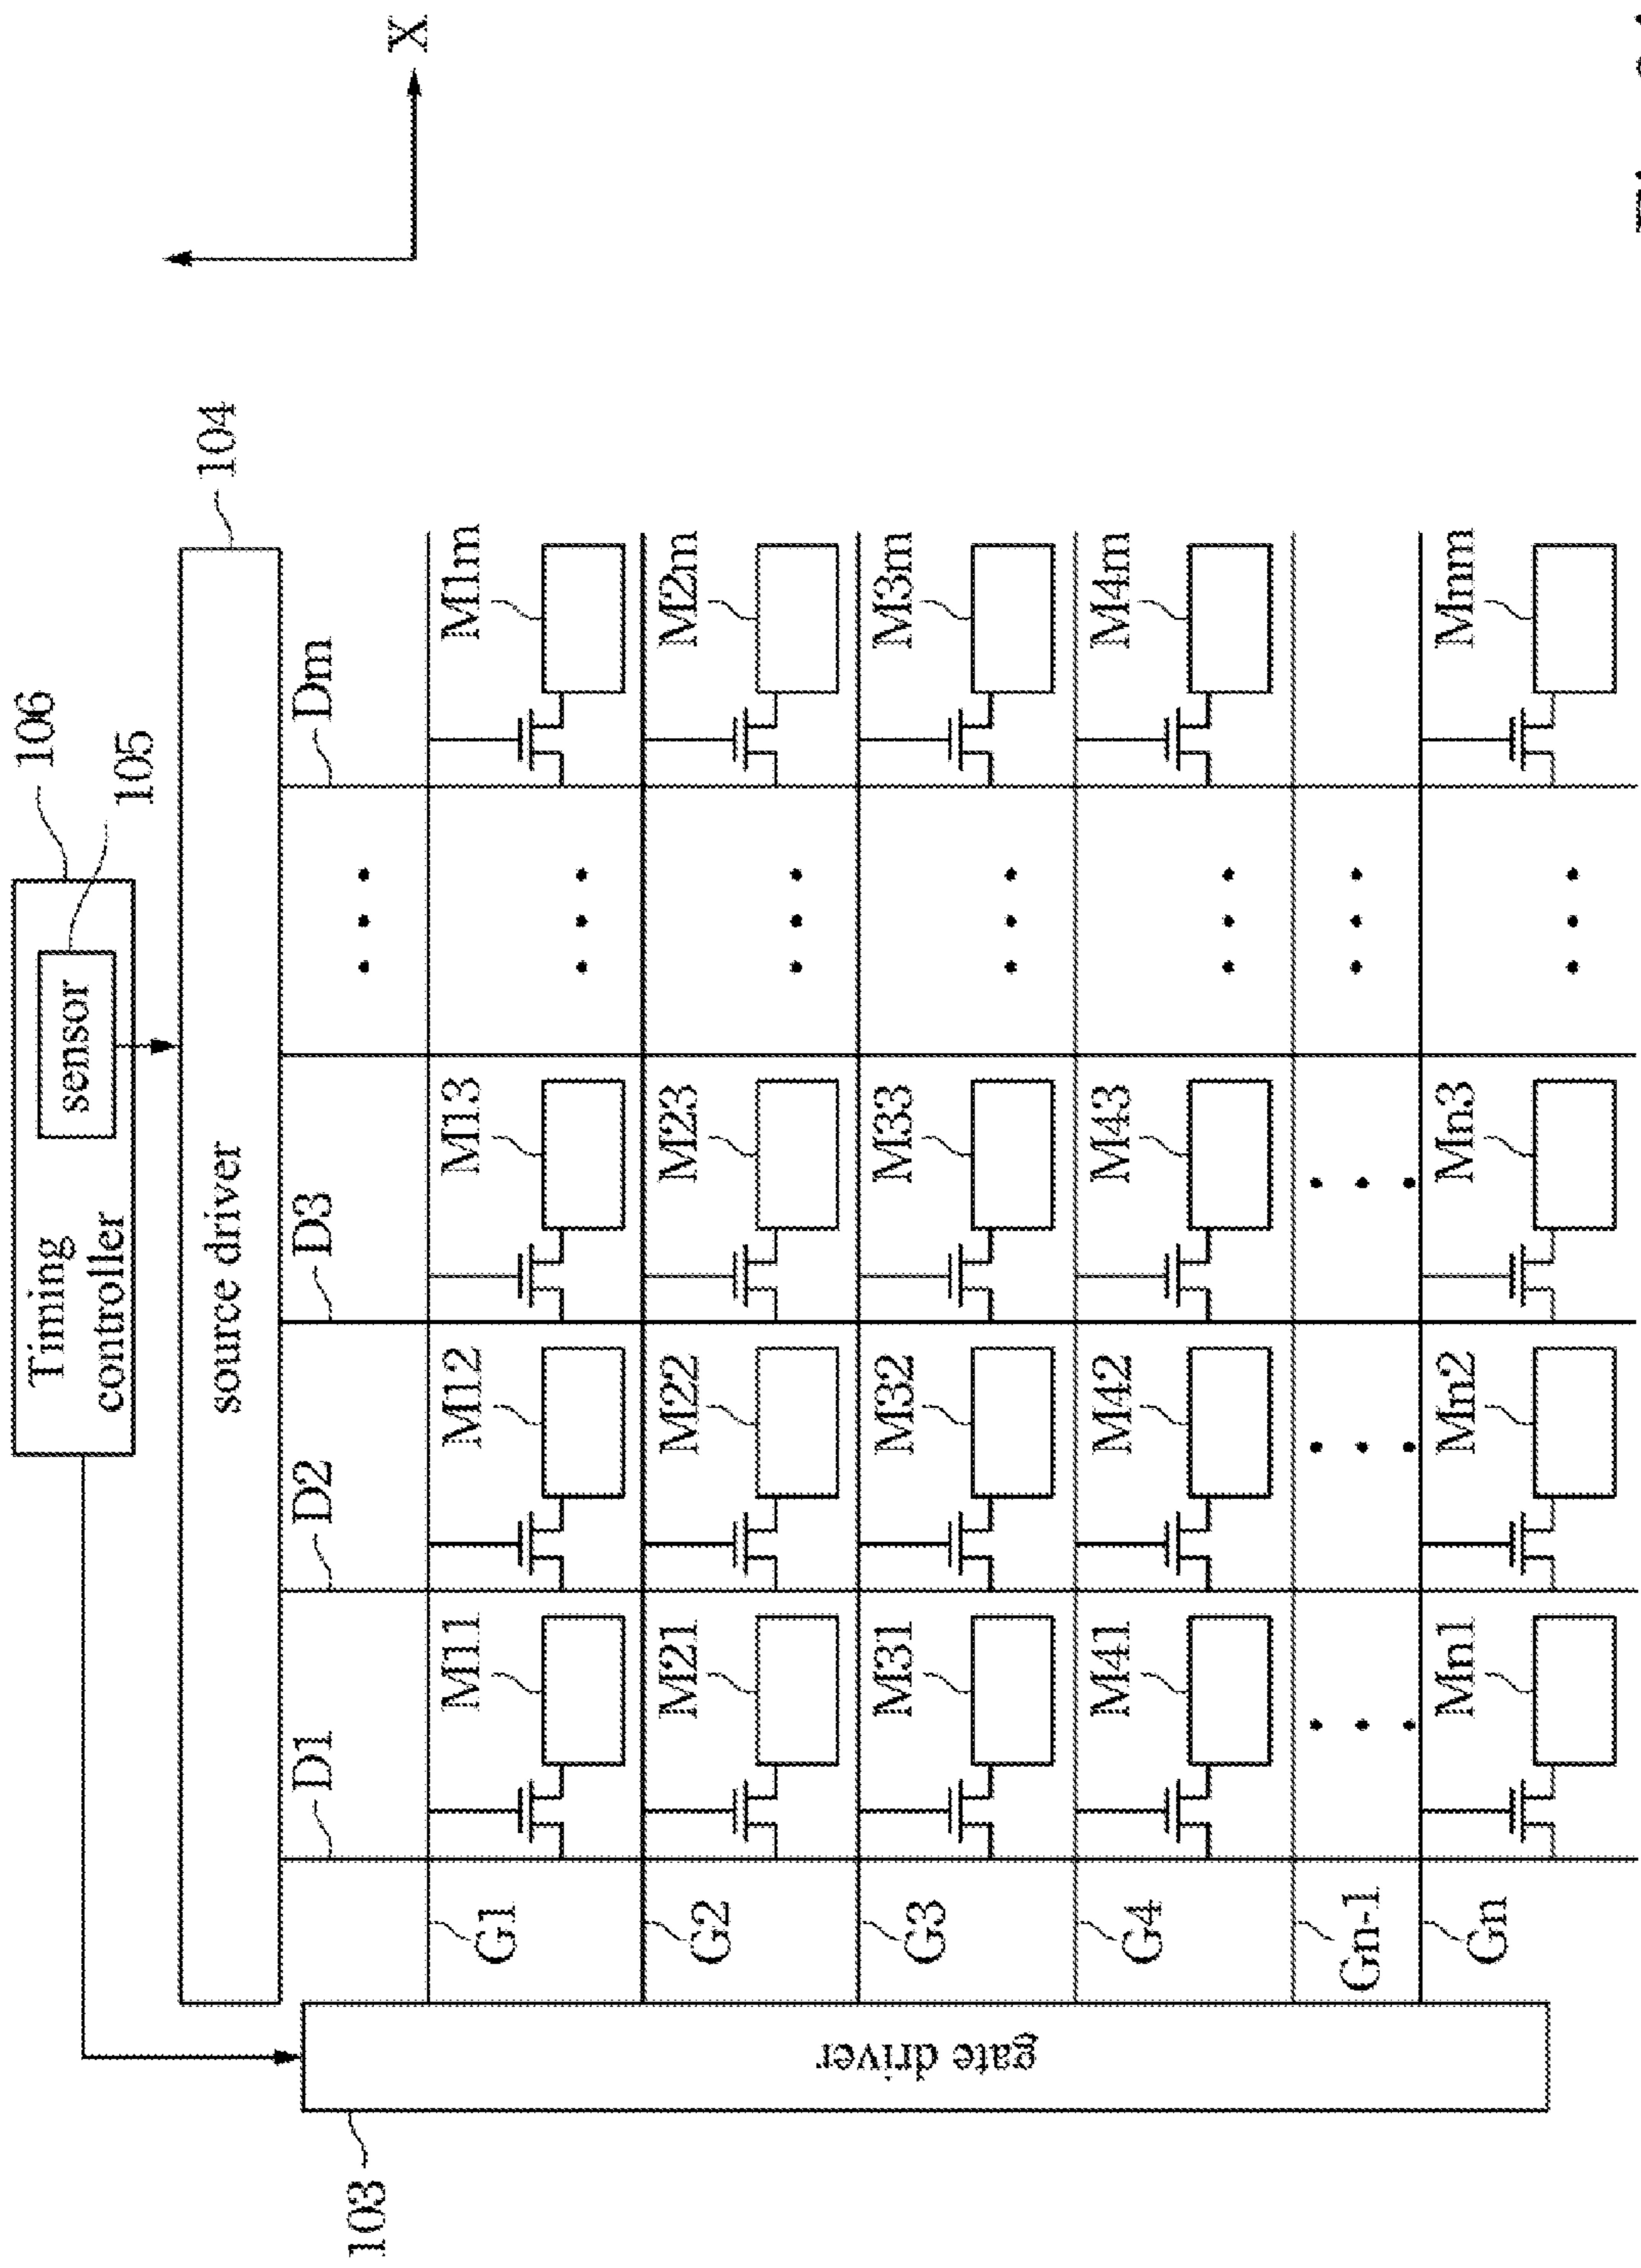 X
106
105
Timing
controller
sensor
104
source driver
D1
D2
D3
Dm
103
gate driver
G1
M11
M12
M13
M1m
G2
M21
M22
M23
M2m
G3
M31
M32
M33
M3m
G4
M41
M42
M43
M4m
Gn-1
Gn
Mn1
Mn2
Mn3
Mnm